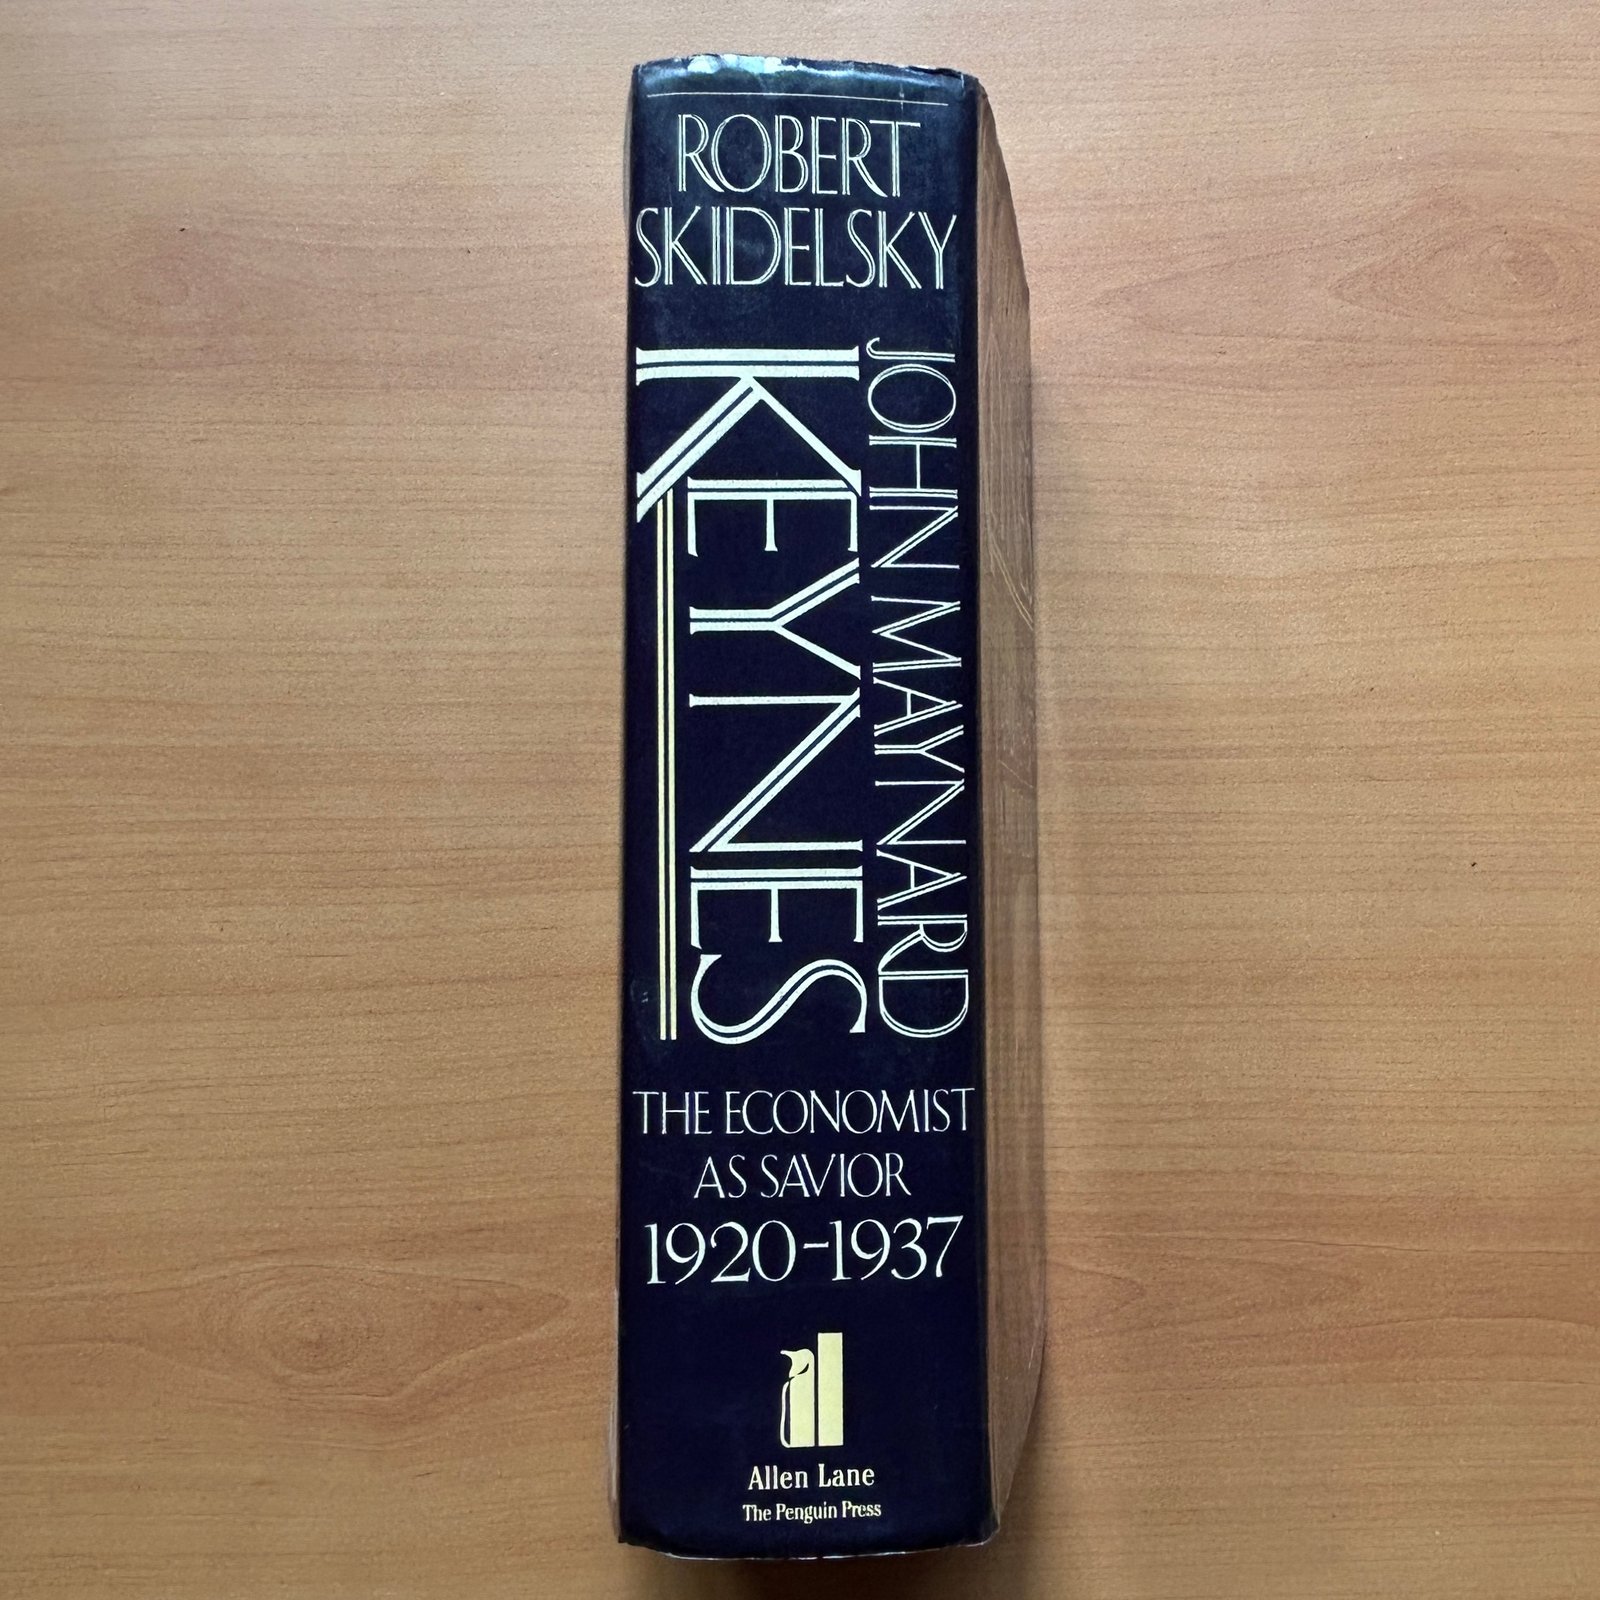 ROBERT
SKIDELSKY
JOHN MAYNARD
KEYNES
THE ECONOMIST
AS SAVIOR
1920-1937
Allen Lane
The Penguin Press